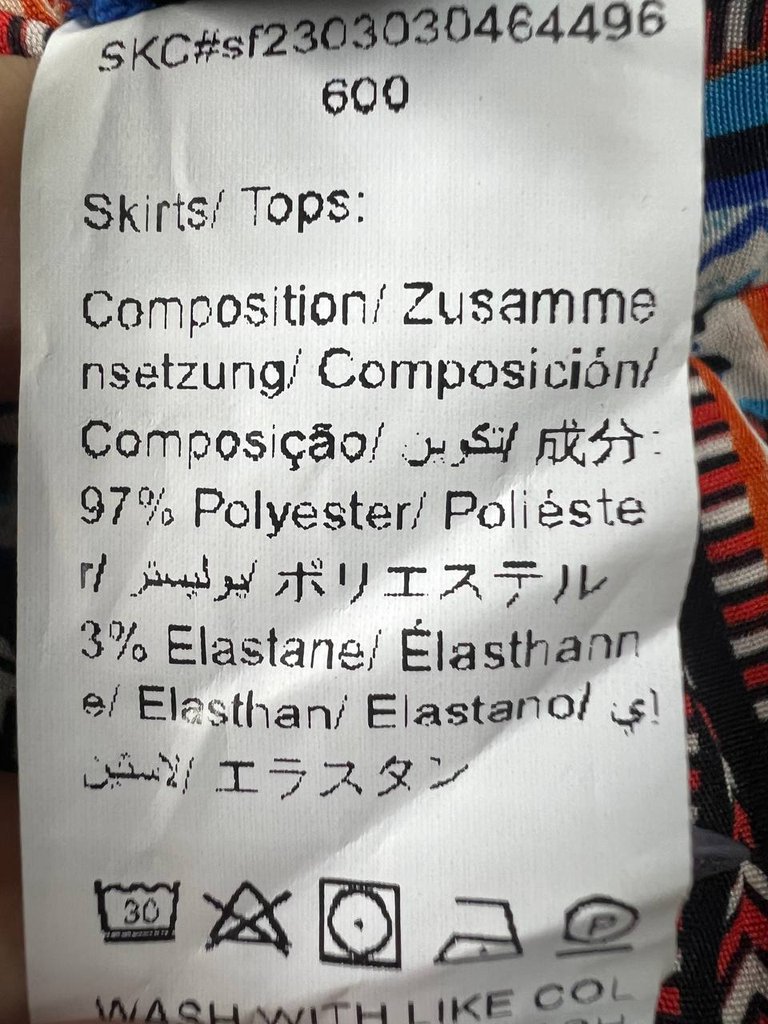 SKC#sf2303030464496
600
Skirts/ Tops:
Composition/ Zusamme
nsetzung/ Composición/
Composição/ تكوين/ 成分:
97% Polyester/ Poliéste
r/ بوليستر/ ポリエステル
3% Elastane/ Élasthann
e/ Elasthan/ Elastano/ إي
لاستين/ エラスタン
30
P
WASH WITH LIKE COL